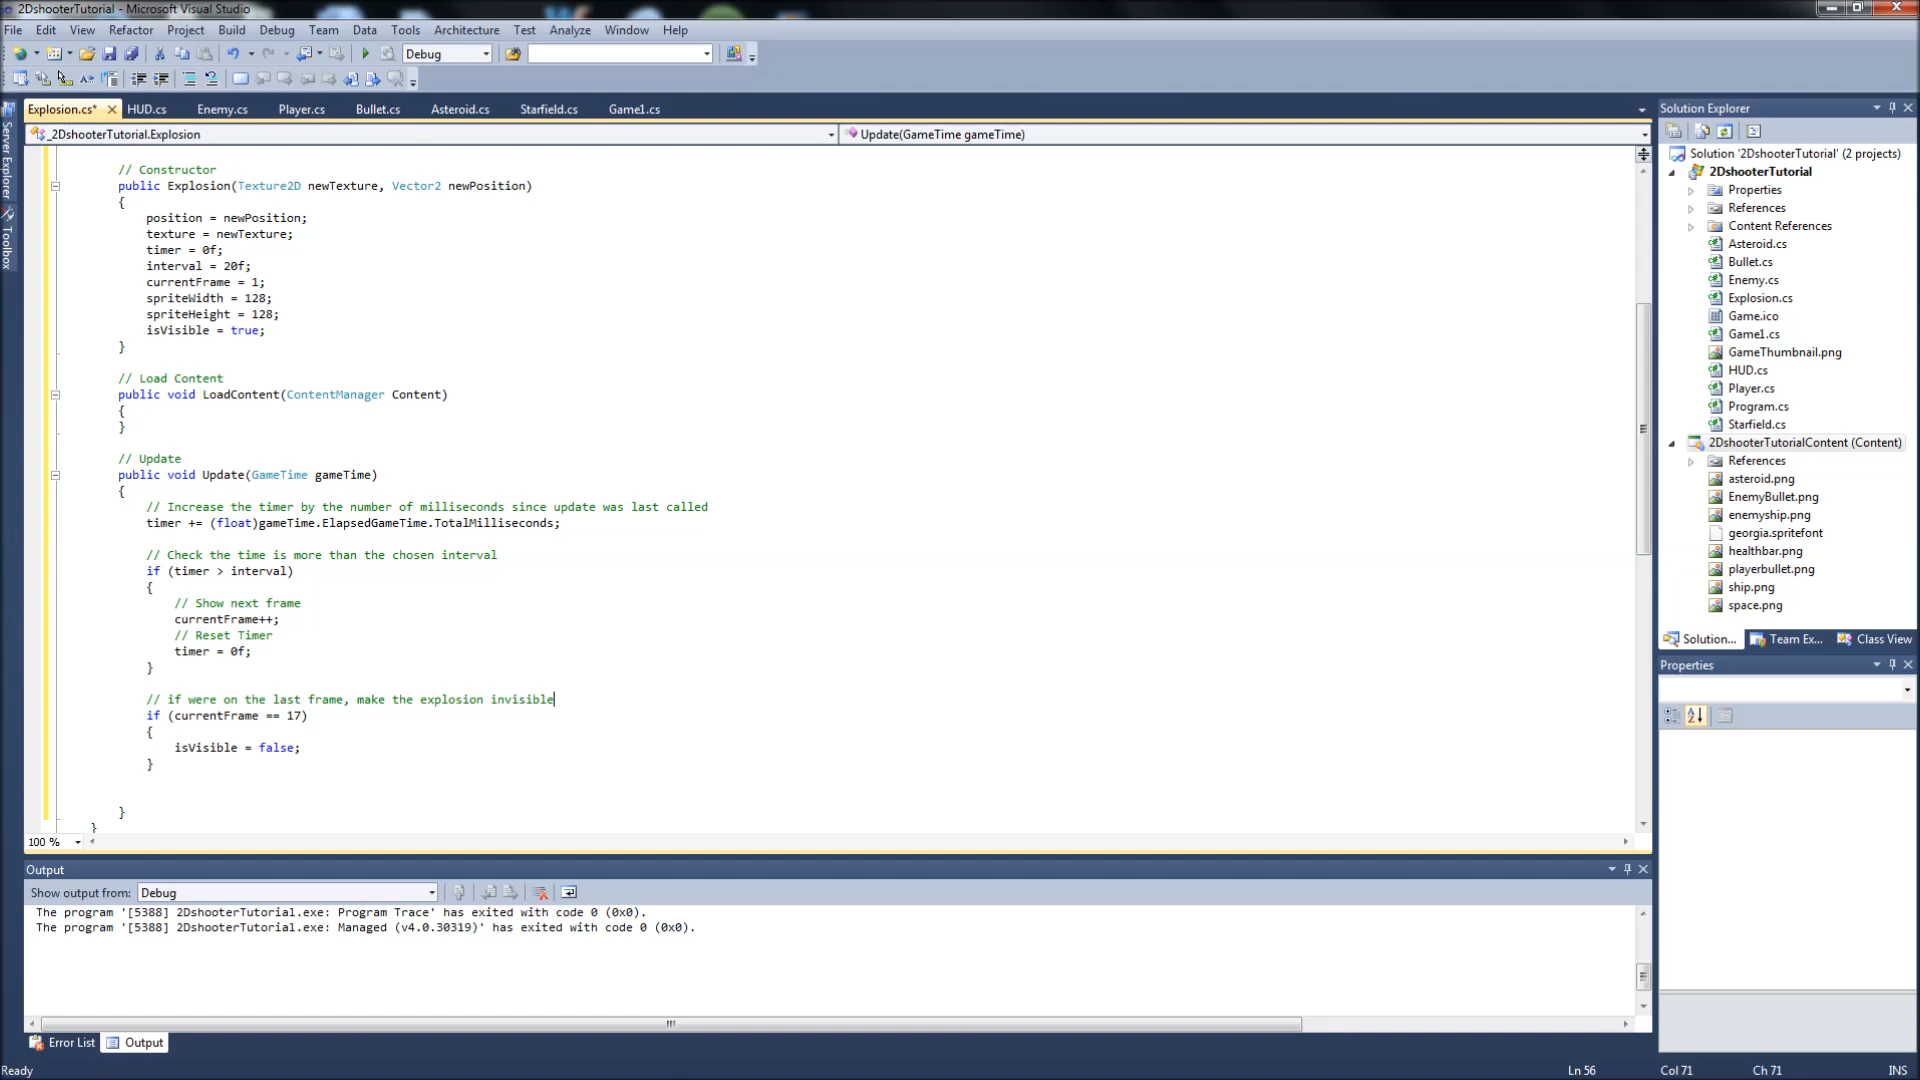 2DshooterTutorial - Microsoft Visual Studio
File Edit View Refactor Project Build Debug Team Data Tools Architecture Test Analyze Window Help
Debug
Explosion.cs* HUD.cs Enemy.cs Player.cs Bullet.cs Asteroid.cs Starfield.cs Game1.cs
_2DshooterTutorial.Explosion
Update(GameTime gameTime)
Server Explorer
Toolbox
// Constructor
public Explosion(Texture2D newTexture, Vector2 newPosition)
{
position = newPosition;
texture = newTexture;
timer = 0f;
interval = 20f;
currentFrame = 1;
spriteWidth = 128;
spriteHeight = 128;
isVisible = true;
}
// Load Content
public void LoadContent(ContentManager Content)
{
}
// Update
public void Update(GameTime gameTime)
{
// Increase the timer by the number of milliseconds since update was last called
timer += (float)gameTime.ElapsedGameTime.TotalMilliseconds;
// Check the time is more than the chosen interval
if (timer > interval)
{
// Show next frame
currentFrame++;
// Reset Timer
timer = 0f;
}
// if were on the last frame, make the explosion invisible
if (currentFrame == 17)
{
isVisible = false;
}
}
}
100 %
Output
Show output from: Debug
The program '[5388] 2DshooterTutorial.exe: Program Trace' has exited with code 0 (0x0).
The program '[5388] 2DshooterTutorial.exe: Managed (v4.0.30319)' has exited with code 0 (0x0).
Error List Output
Solution Explorer
Solution '2DshooterTutorial' (2 projects)
2DshooterTutorial
Properties
References
Content References
Asteroid.cs
Bullet.cs
Enemy.cs
Explosion.cs
Game.ico
Game1.cs
GameThumbnail.png
HUD.cs
Player.cs
Program.cs
Starfield.cs
2DshooterTutorialContent (Content)
References
asteroid.png
EnemyBullet.png
enemyship.png
georgia.spritefont
healthbar.png
playerbullet.png
ship.png
space.png
Solution... Team Ex... Class View
Properties
Ready
Ln 56 Col 71 Ch 71 INS